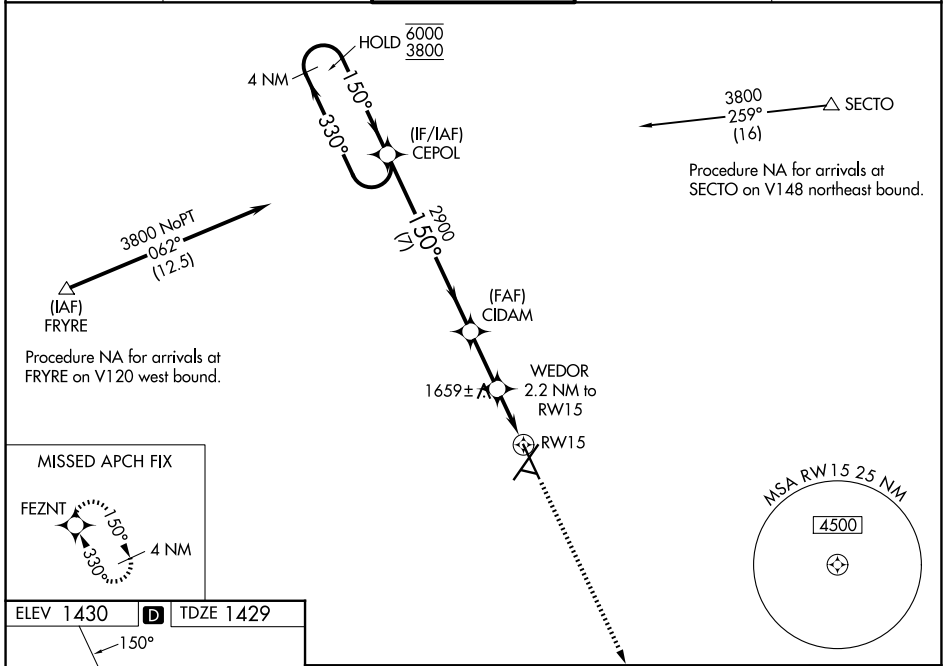 HOLD 6000
3800
4 NM
150°
330°
(IF/IAF)
CEPOL
3800
259°
(16)
SECTO
Procedure NA for arrivals at
SECTO on V148 northeast bound.
3800 NoPT
062°
(12.5)
(IAF)
FRYRE
Procedure NA for arrivals at
FRYRE on V120 west bound.
2900
150°
(7)
(FAF)
CIDAM
1659±
WEDOR
2.2 NM to
RW15
RW15
MISSED APCH FIX
FEZNT
150°
330°
4 NM
MSA RW15 25 NM
4500
ELEV 1430 D TDZE 1429
150°